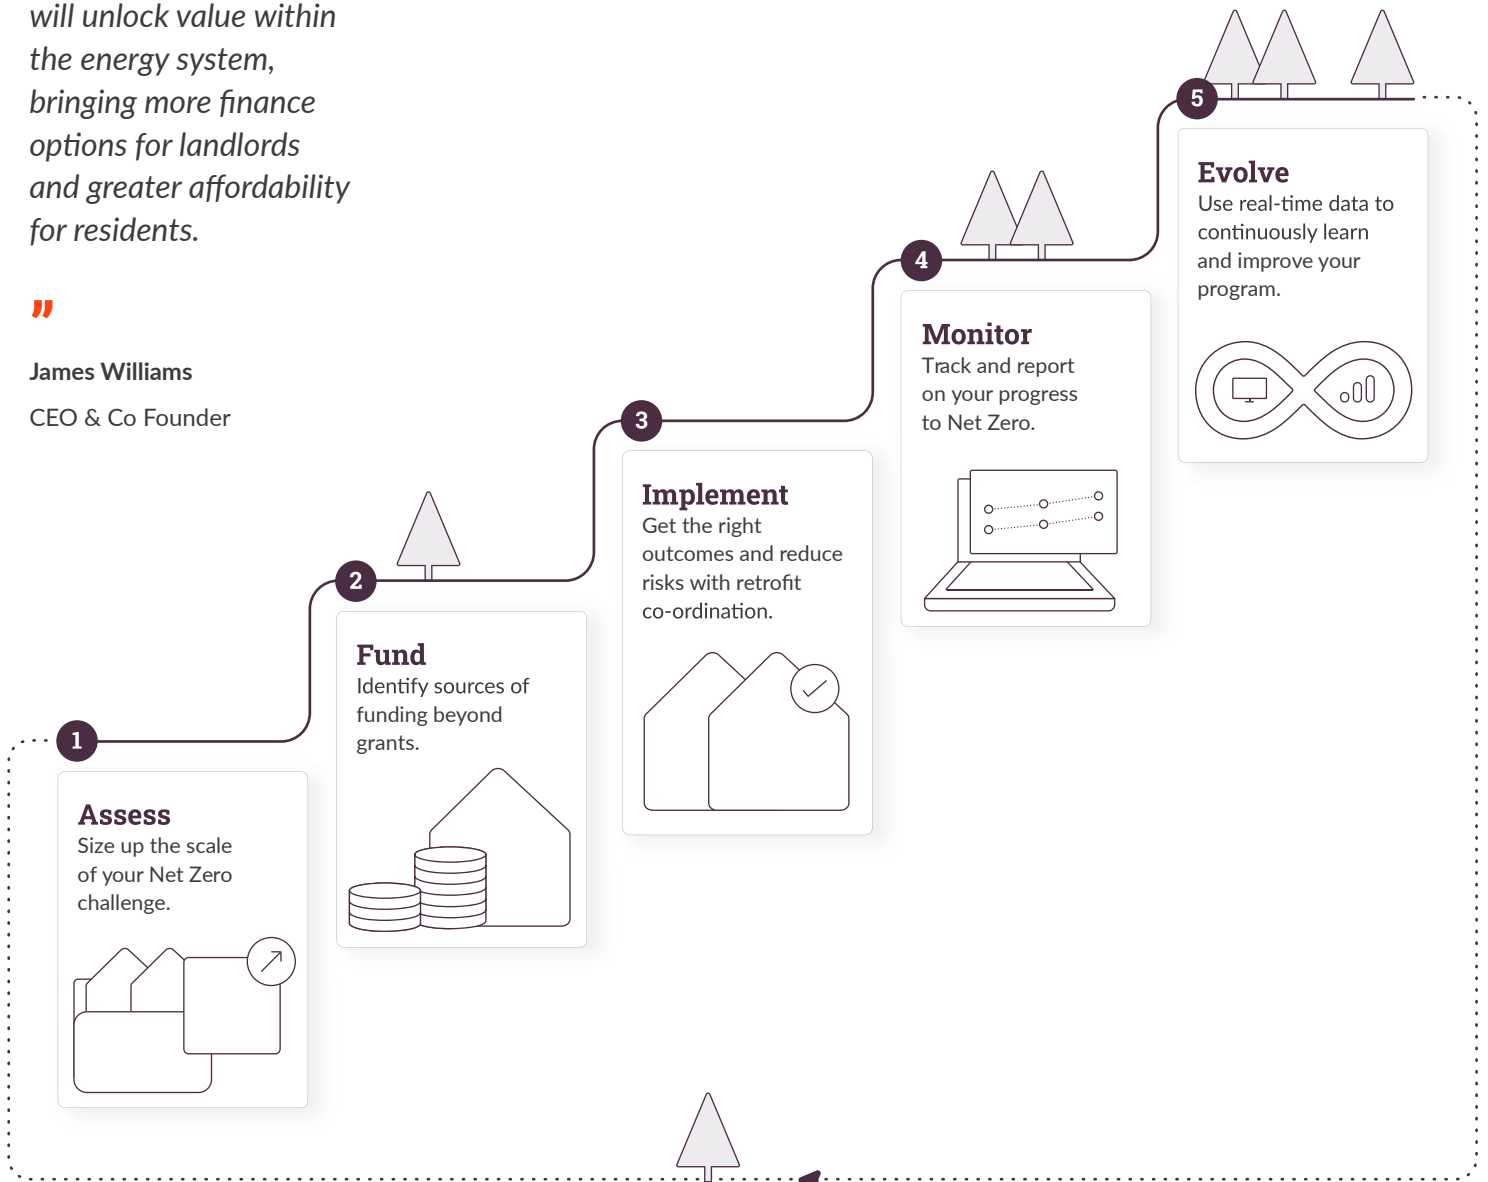 will unlock value within
the energy system,
bringing more finance
options for landlords
and greater affordability
for residents.
”
James Williams
CEO & Co Founder
1
Assess
Size up the scale
of your Net Zero
challenge.
2
Fund
Identify sources of
funding beyond
grants.
3
Implement
Get the right
outcomes and reduce
risks with retrofit
co-ordination.
4
Monitor
Track and report
on your progress
to Net Zero.
5
Evolve
Use real-time data to
continuously learn
and improve your
program.